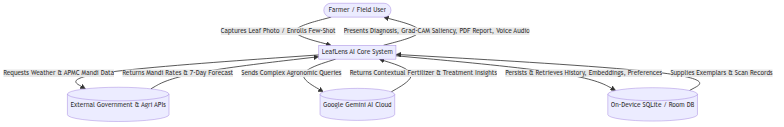 Farmer / Field User
Captures Leaf Photo / Enrolls Few-Shot
Presents Diagnosis, Grad-CAM Saliency, PDF Report, Voice Audio
LeafLens AI Core System
Requests Weather & APMC Mandi Data
Returns Mandi Rates & 7-Day Forecast
Sends Complex Agronomic Queries
Returns Contextual Fertilizer & Treatment Insights
Persists & Retrieves History, Embeddings, Preferences
Supplies Exemplars & Scan Records
External Government & Agri APIs
Google Gemini AI Cloud
On-Device SQLite / Room DB